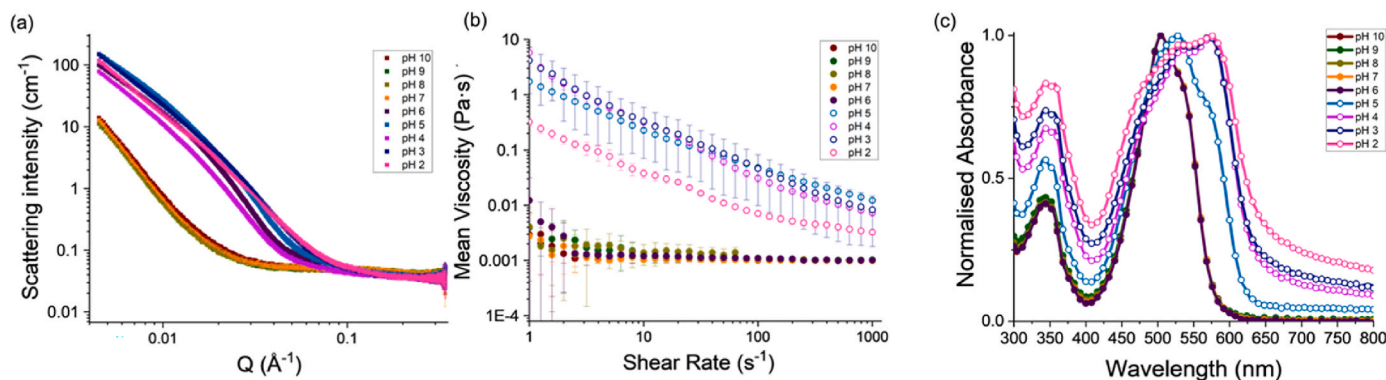 (a)
Scattering intensity (cm-1)
100
10
1
0.1
0.01
0.01
0.1
Q (Å-1)
pH 10
pH 9
pH 8
pH 7
pH 6
pH 5
pH 4
pH 3
pH 2
(b)
Mean Viscosity (Pa·s)
10
1
0.1
0.01
0.001
1E-4
1
10
100
1000
Shear Rate (s-1)
pH 10
pH 9
pH 8
pH 7
pH 6
pH 5
pH 4
pH 3
pH 2
(c)
Normalised Absorbance
1.0
0.5
0.0
300
350
400
450
500
550
600
650
700
750
800
Wavelength (nm)
pH 10
pH 9
pH 8
pH 7
pH 6
pH 5
pH 4
pH 3
pH 2